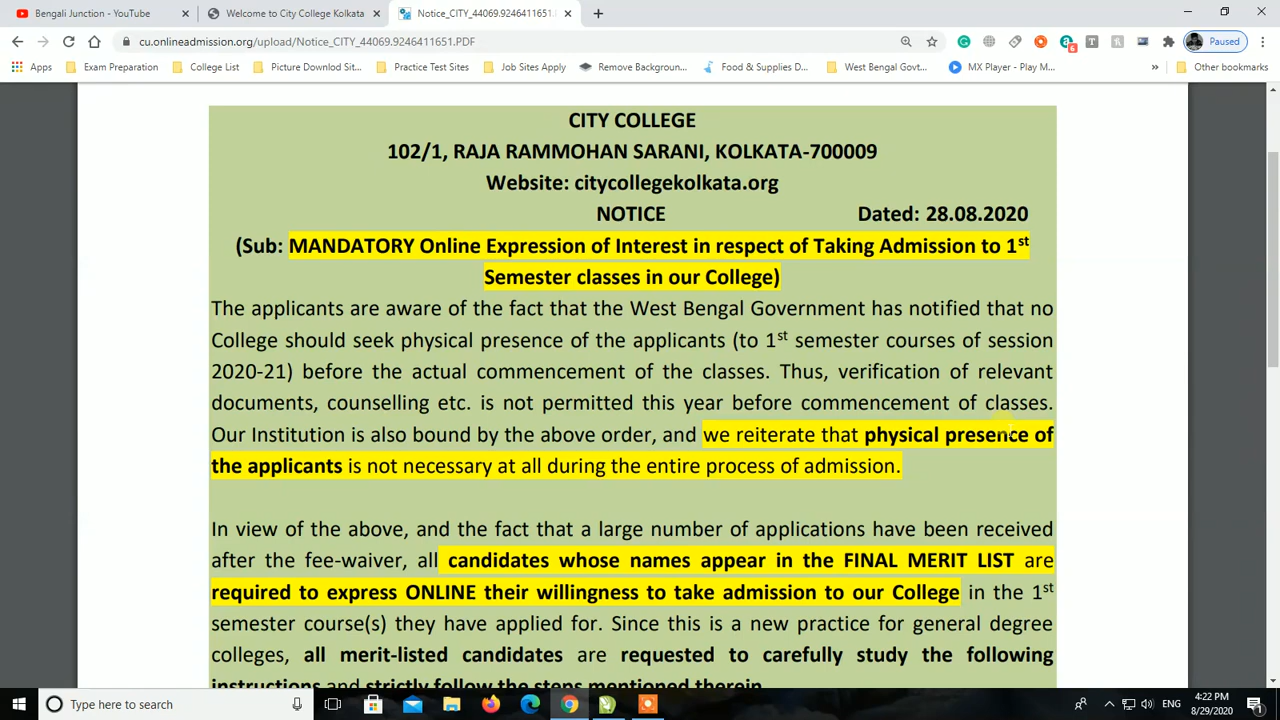 Bengali Junction - YouTube
Welcome to City College Kolkata
Notice_CITY_44069.9246411651.
cu.onlineadmission.org/upload/Notice_CITY_44069.9246411651.PDF
Paused
Apps
Exam Preparation
College List
Picture Downlod Sit...
Practice Test Sites
Job Sites Apply
Remove Backgroun...
Food & Supplies D...
West Bengal Govt...
MX Player - Play M...
»
Other bookmarks
CITY COLLEGE
102/1, RAJA RAMMOHAN SARANI, KOLKATA-700009
Website: citycollegekolkata.org
NOTICE Dated: 28.08.2020
(Sub: MANDATORY Online Expression of Interest in respect of Taking Admission to 1st
Semester classes in our College)
The applicants are aware of the fact that the West Bengal Government has notified that no
College should seek physical presence of the applicants (to 1st semester courses of session
2020-21) before the actual commencement of the classes. Thus, verification of relevant
documents, counselling etc. is not permitted this year before commencement of classes.
Our Institution is also bound by the above order, and we reiterate that physical presence of
the applicants is not necessary at all during the entire process of admission.
In view of the above, and the fact that a large number of applications have been received
after the fee-waiver, all candidates whose names appear in the FINAL MERIT LIST are
required to express ONLINE their willingness to take admission to our College in the 1st
semester course(s) they have applied for. Since this is a new practice for general degree
colleges, all merit-listed candidates are requested to carefully study the following
instructions and strictly follow the steps mentioned therein.
Type here to search
ENG
4:22 PM
8/29/2020